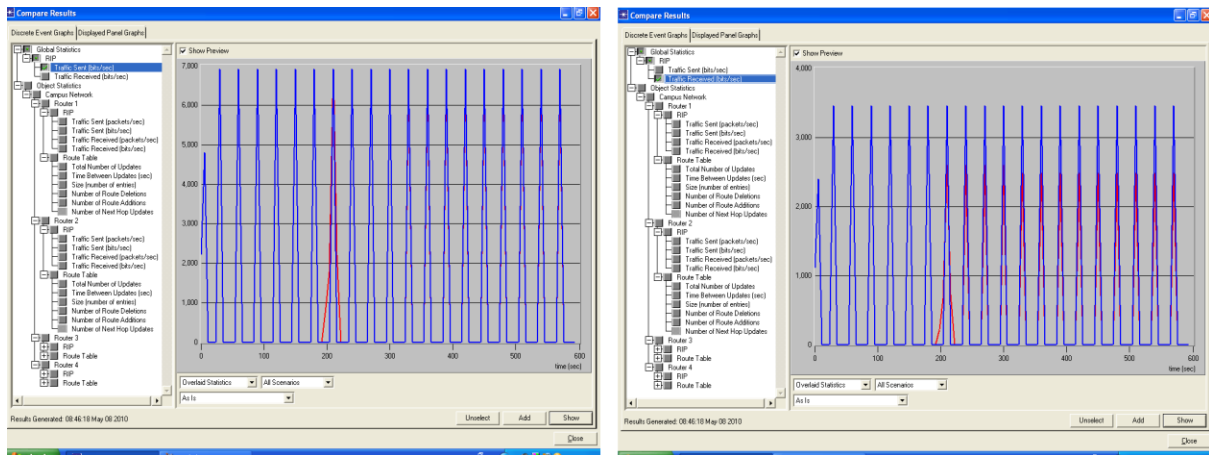 Compare Results
Discrete Event Graphs Displayed Panel Graphs
Global Statistics
RIP
Traffic Sent (bits/sec)
Traffic Received (bits/sec)
Object Statistics
Campus Network
Router 1
RIP
Traffic Sent (packets/sec)
Traffic Sent (bits/sec)
Traffic Received (packets/sec)
Traffic Received (bits/sec)
Route Table
Total Number of Updates
Time Between Updates (sec)
Size (number of entries)
Number of Route Deletions
Number of Route Additions
Number of Next Hop Updates
Router 2
RIP
Traffic Sent (packets/sec)
Traffic Sent (bits/sec)
Traffic Received (packets/sec)
Traffic Received (bits/sec)
Route Table
Total Number of Updates
Time Between Updates (sec)
Size (number of entries)
Number of Route Deletions
Number of Route Additions
Number of Next Hop Updates
Router 3
RIP
Route Table
Router 4
RIP
Route Table
Show Preview
7,000
6,000
5,000
4,000
3,000
2,000
1,000
0
0 100 200 300 400 500 600
time (sec)
Overlaid Statistics All Scenarios
As Is
Results Generated: 08:46:18 May 08 2010
Unselect Add Show
Close
Compare Results
Discrete Event Graphs Displayed Panel Graphs
Global Statistics
RIP
Traffic Sent (bits/sec)
Traffic Received (bits/sec)
Object Statistics
Campus Network
Router 1
RIP
Traffic Sent (packets/sec)
Traffic Sent (bits/sec)
Traffic Received (packets/sec)
Traffic Received (bits/sec)
Route Table
Total Number of Updates
Time Between Updates (sec)
Size (number of entries)
Number of Route Deletions
Number of Route Additions
Number of Next Hop Updates
Router 2
RIP
Traffic Sent (packets/sec)
Traffic Sent (bits/sec)
Traffic Received (packets/sec)
Traffic Received (bits/sec)
Route Table
Total Number of Updates
Time Between Updates (sec)
Size (number of entries)
Number of Route Deletions
Number of Route Additions
Number of Next Hop Updates
Router 3
RIP
Route Table
Router 4
RIP
Route Table
Show Preview
4,000
3,000
2,000
1,000
0
0 100 200 300 400 500 600
time (sec)
Overlaid Statistics All Scenarios
As Is
Results Generated: 08:46:18 May 08 2010
Unselect Add Show
Close